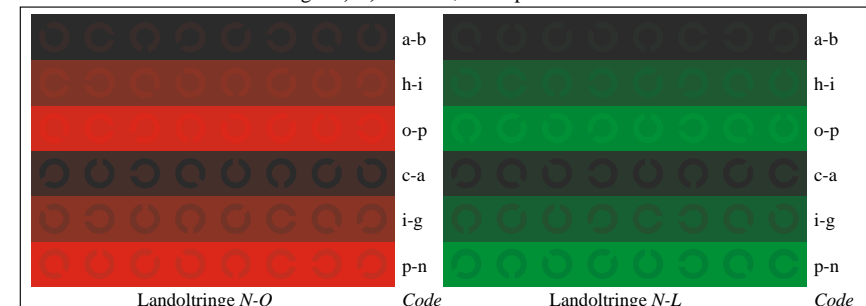 a-b a-b
h-i h-i
o-p o-p
c-a c-a
i-g i-g
p-n p-n
Landoltringe N-O Code Landoltringe N-L Code